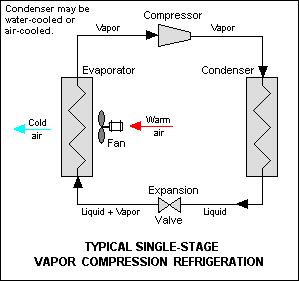 Condenser may be
water-cooled or
air-cooled.
Compressor
Vapor
Vapor
Evaporator
Condenser
Cold
air
Warm
air
Fan
Expansion
Valve
Liquid + Vapor
Liquid
TYPICAL SINGLE-STAGE
VAPOR COMPRESSION REFRIGERATION